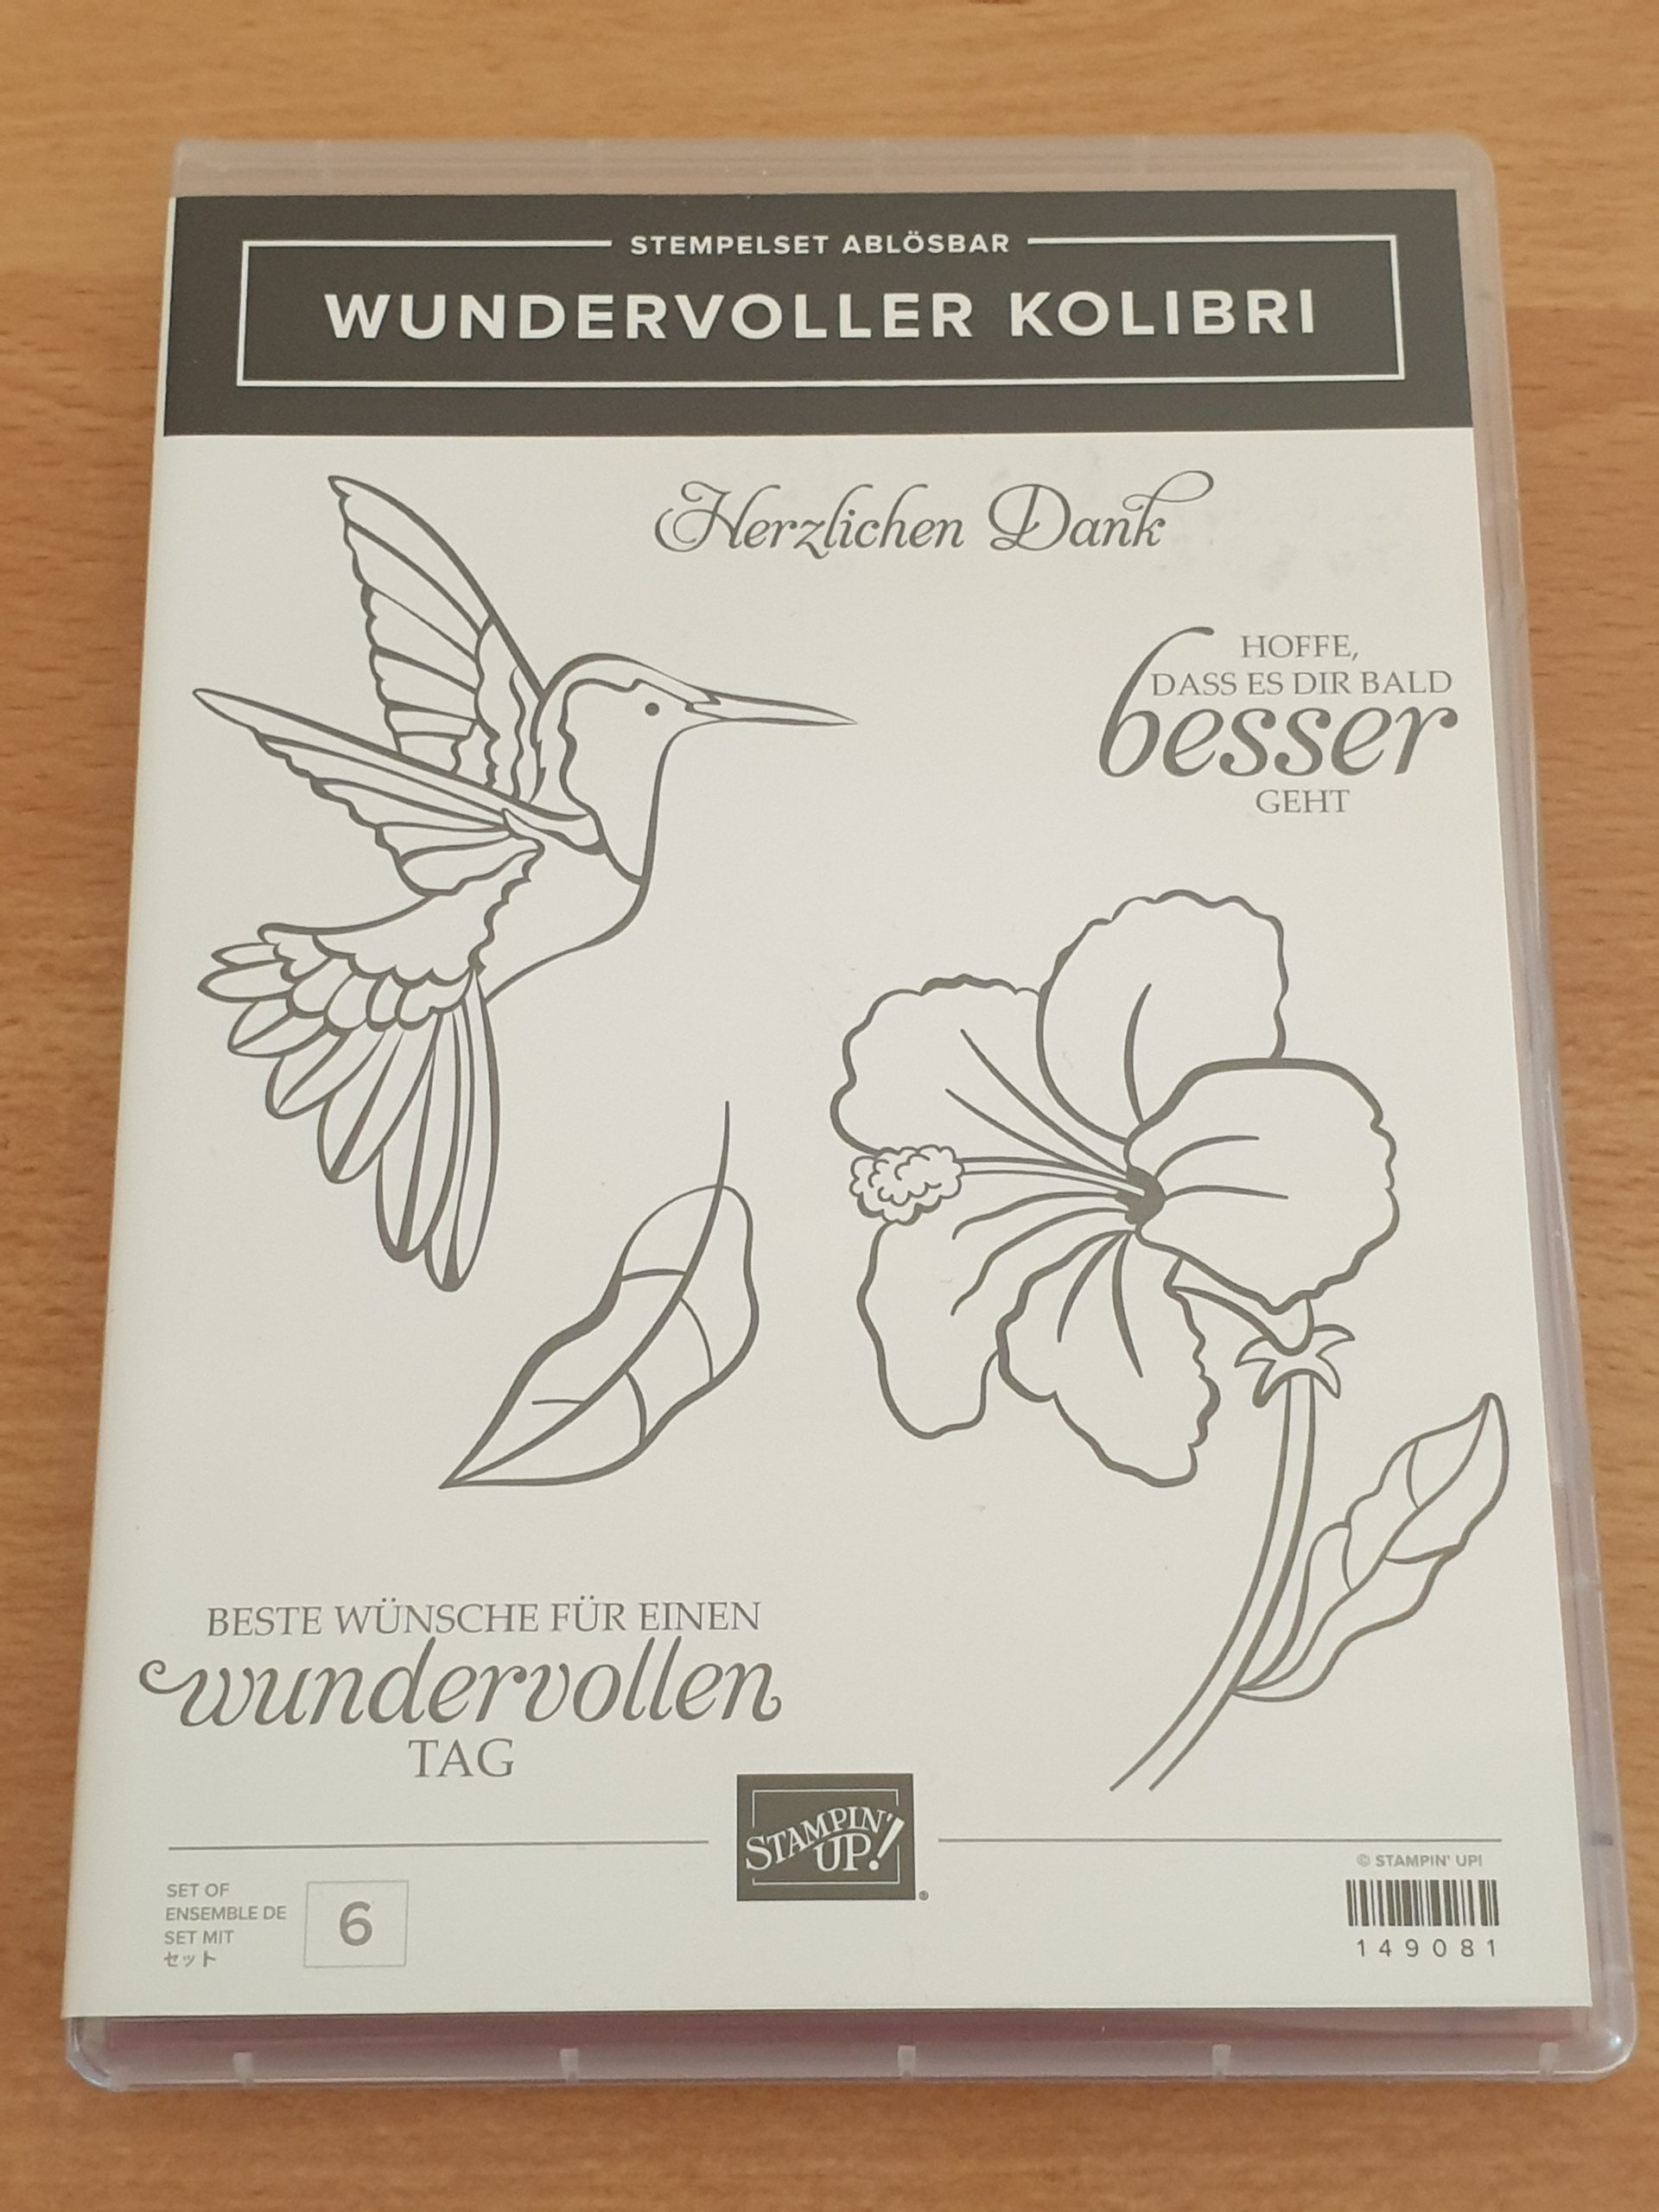 STEMPELSET ABLÖSBAR
WUNDERVOLLER KOLIBRI
Herzlichen Dank
HOFFE,
DASS ES DIR BALD
besser
GEHT
BESTE WÜNSCHE FÜR EINEN
wundervollen
TAG
STAMPIN'
UP!
®
SET OF
ENSEMBLE DE
SET MIT
セット
6
© STAMPIN' UP!
149081